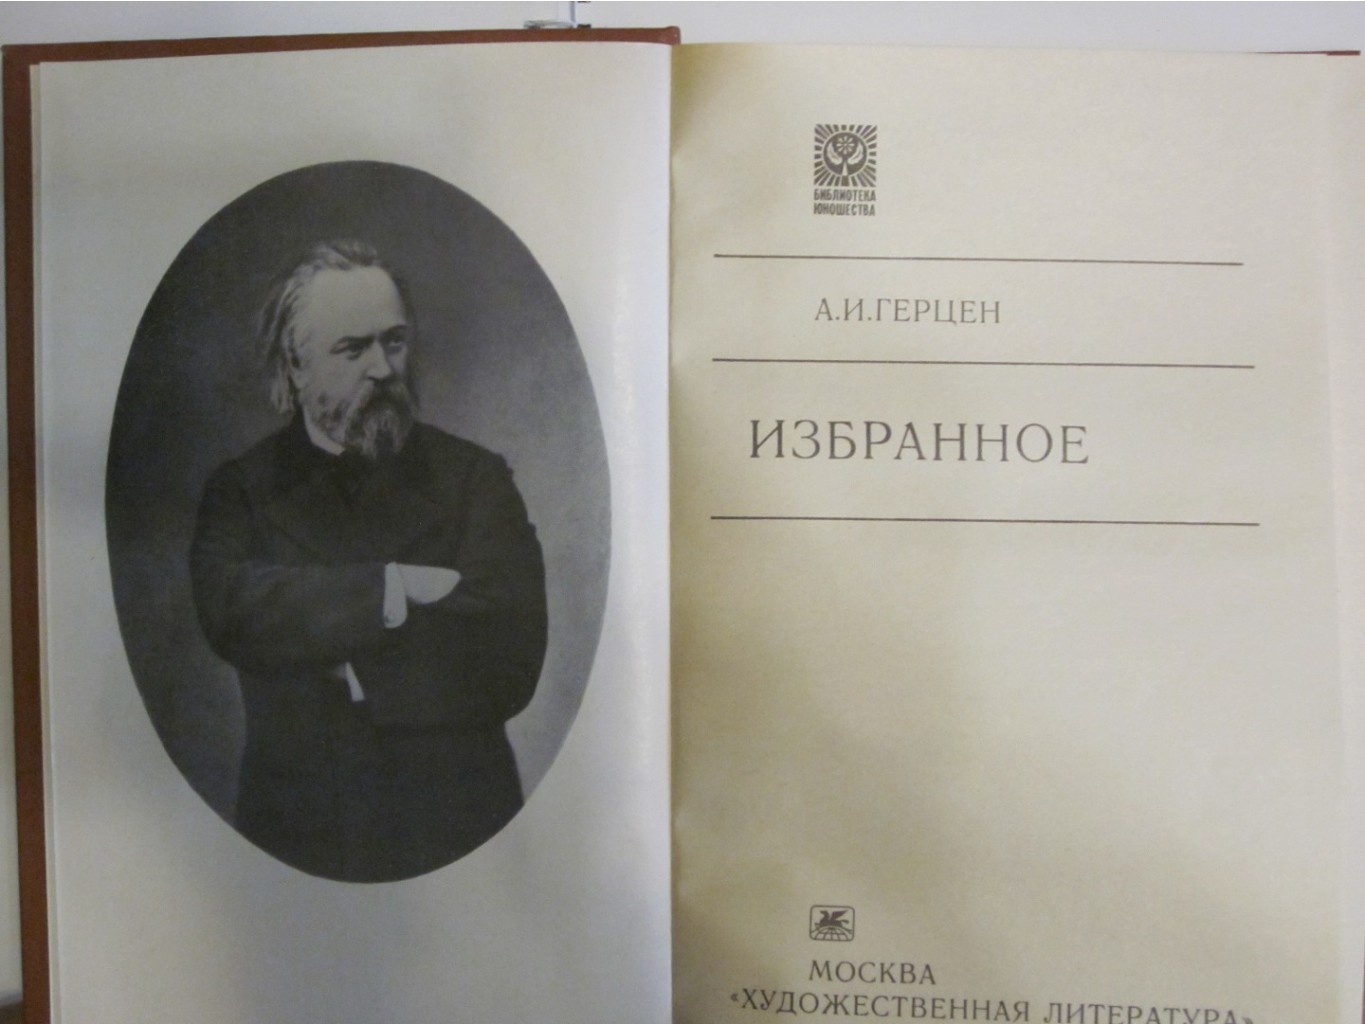 БИБЛИОТЕКА
ЮНОШЕСТВА
А.И.ГЕРЦЕН
ИЗБРАННОЕ
МОСКВА
«ХУДОЖЕСТВЕННАЯ ЛИТЕРАТУРА»